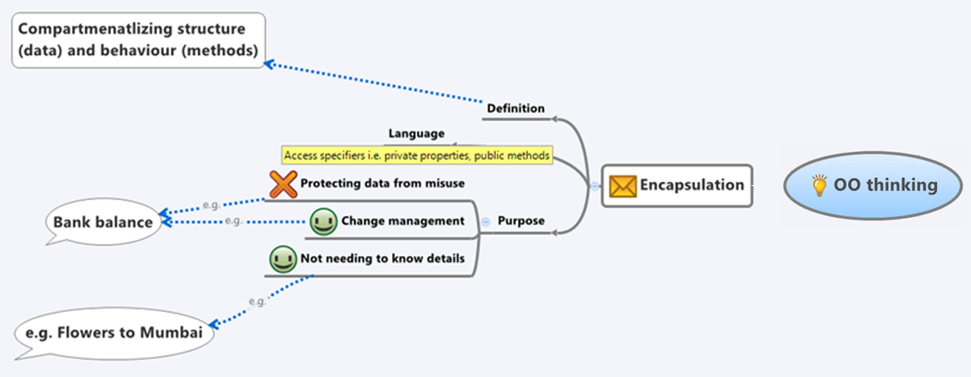 Compartmenatlizing structure
(data) and behaviour (methods)
Definition
Language
Access specifiers i.e. private properties, public methods
Protecting data from misuse
Encapsulation
OO thinking
e.g.
Bank balance
e.g.
Change management
Purpose
Not needing to know details
e.g.
e.g. Flowers to Mumbai